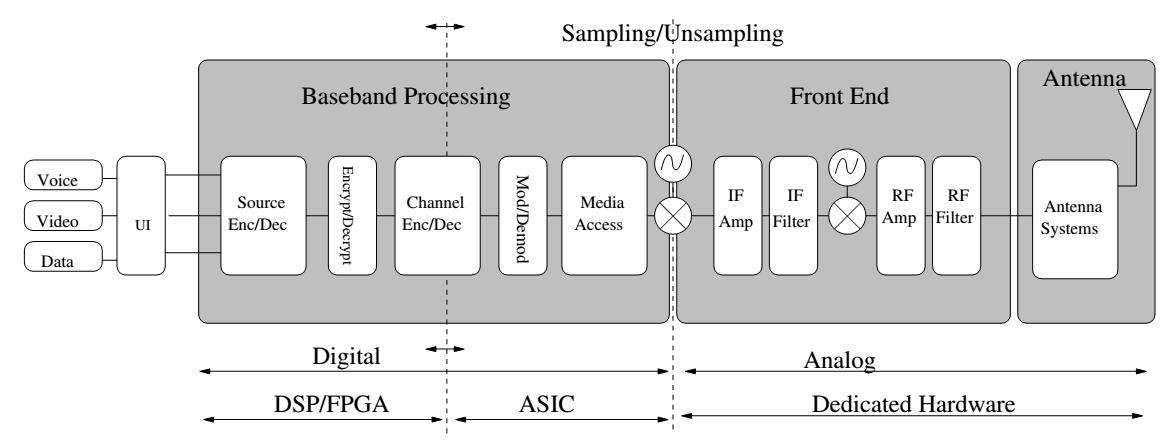 Sampling/Unsampling
Baseband Processing
Front End
Antenna
Voice
Video
Data
UI
Source
Enc/Dec
Encrypt/Decrypt
Channel
Enc/Dec
Mod/Demod
Media
Access
IF
Amp
IF
Filter
RF
Amp
RF
Filter
Antenna
Systems
Digital
Analog
DSP/FPGA
ASIC
Dedicated Hardware